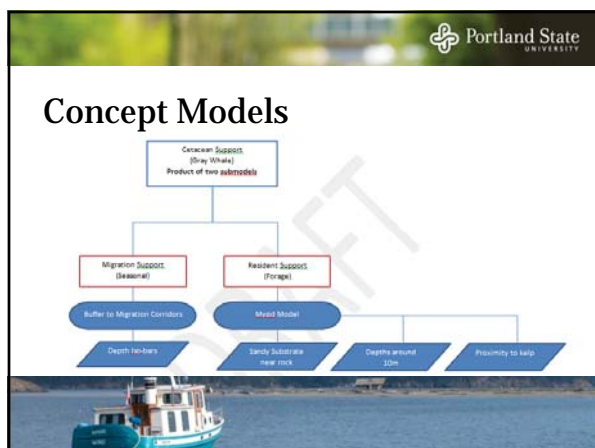 Portland State
UNIVERSITY
Concept Models
Cetacean Support
(Gray Whale)
Product of two submodels
Migration Support
(Seasonal)
Resident Support
(Forage)
Buffer to Migration Corridors
Mysid Model
Depth Iso-bars
Sandy Substrate
near rock
Depths around
10m
Proximity to kelp
DRAFT